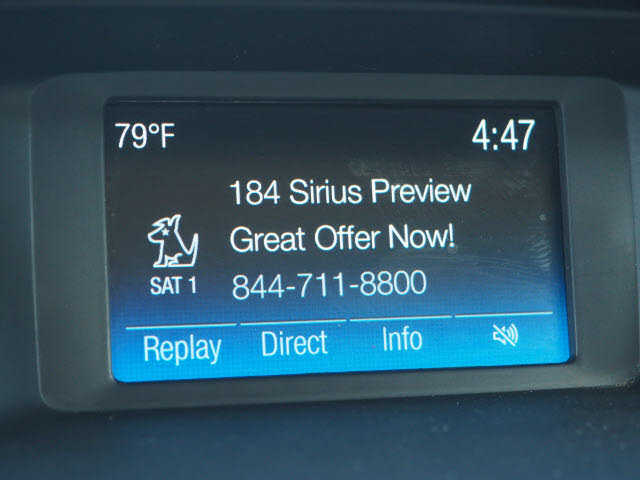 79°F 4:47
184 Sirius Preview
Great Offer Now!
SAT 1 844-711-8800
Replay Direct Info